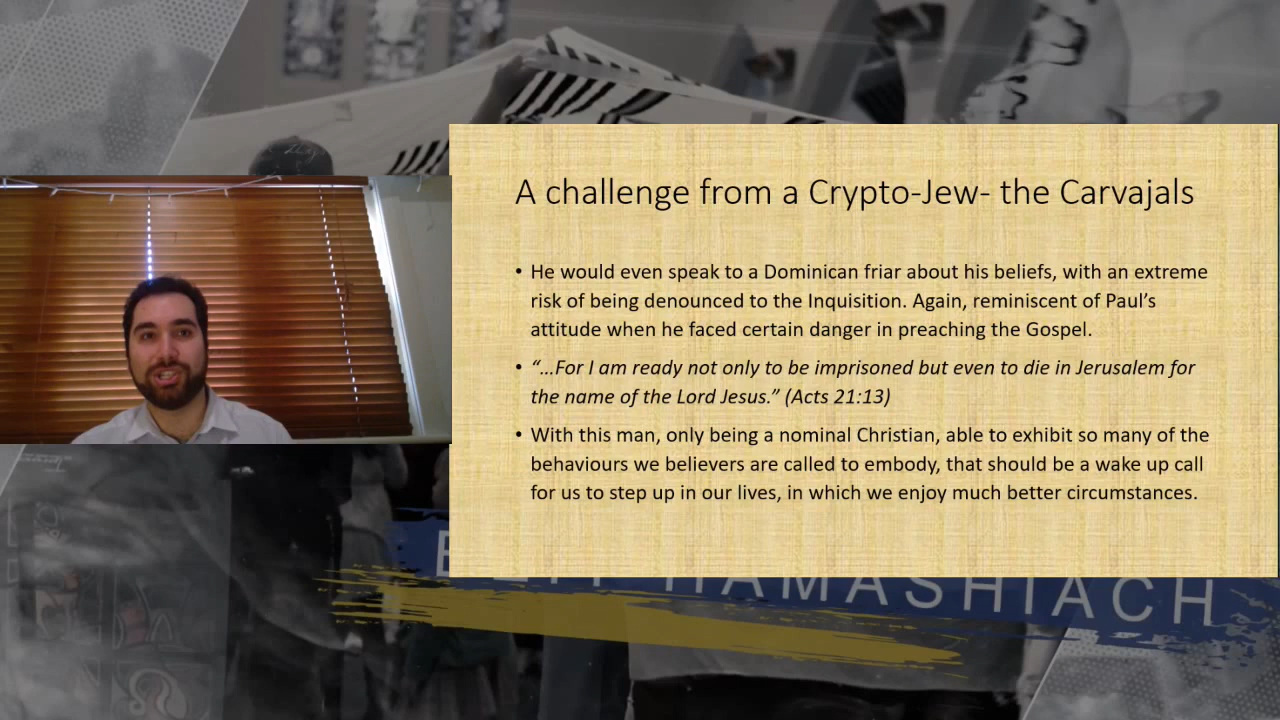 A challenge from a Crypto-Jew- the Carvajals
• He would even speak to a Dominican friar about his beliefs, with an extreme
risk of being denounced to the Inquisition. Again, reminiscent of Paul’s
attitude when he faced certain danger in preaching the Gospel.
• “…For I am ready not only to be imprisoned but even to die in Jerusalem for
the name of the Lord Jesus.” (Acts 21:13)
• With this man, only being a nominal Christian, able to exhibit so many of the
behaviours we believers are called to embody, that should be a wake up call
for us to step up in our lives, in which we enjoy much better circumstances.
HAMASHIACH